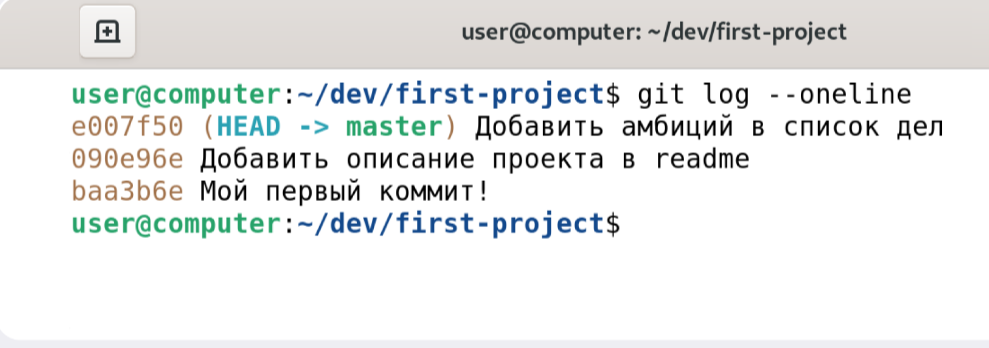 user@computer: ~/dev/first-project
user@computer:~/dev/first-project$ git log --oneline
e007f50 (HEAD -> master) Добавить амбиций в список дел
090e96e Добавить описание проекта в readme
baa3b6e Мой первый коммит!
user@computer:~/dev/first-project$